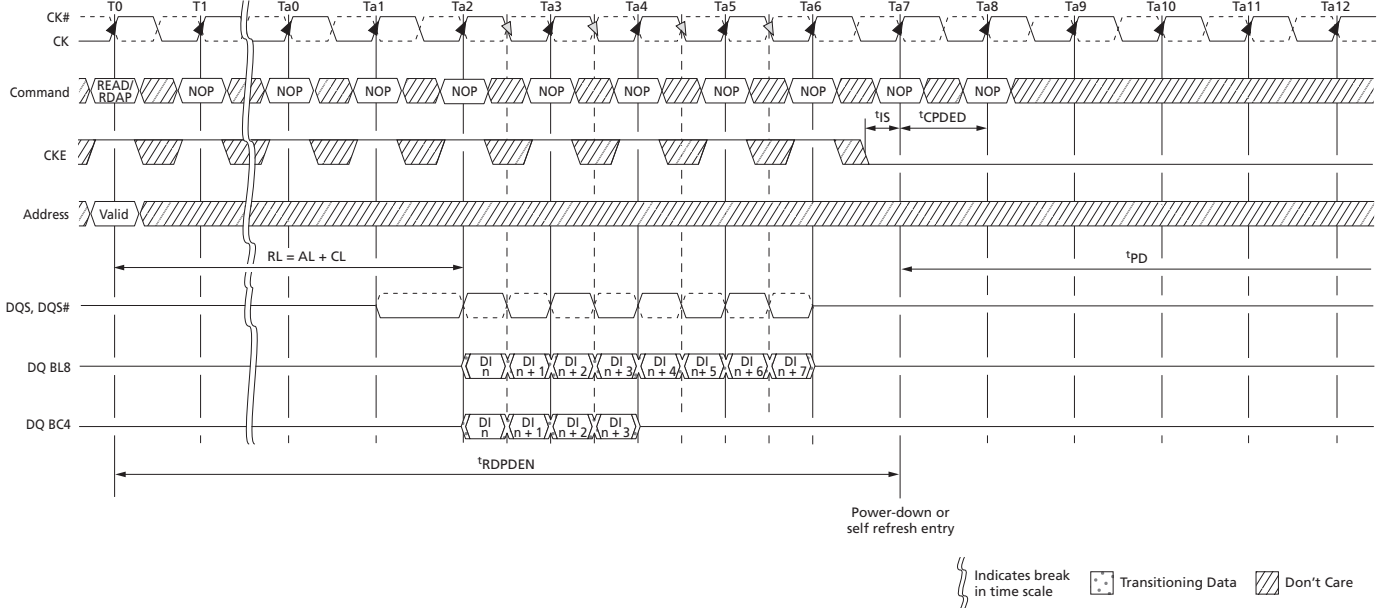 T0 T1 Ta0 Ta1 Ta2 Ta3 Ta4 Ta5 Ta6 Ta7 Ta8 Ta9 Ta10 Ta11 Ta12
CK#
CK
Command READ/ RDAP NOP NOP NOP NOP NOP NOP NOP NOP NOP NOP
tIS tCPDED
CKE
Address Valid
RL = AL + CL
tPD
DQS, DQS#
DQ BL8 DI n DI n + 1 DI n + 2 DI n + 3 DI n + 4 DI n+ 5 DI n + 6 DI n + 7
DQ BC4 DI n DI n + 1 DI n + 2 DI n + 3
tRDPDEN
Power-down or
self refresh entry
Indicates break
in time scale
Transitioning Data
Don't Care